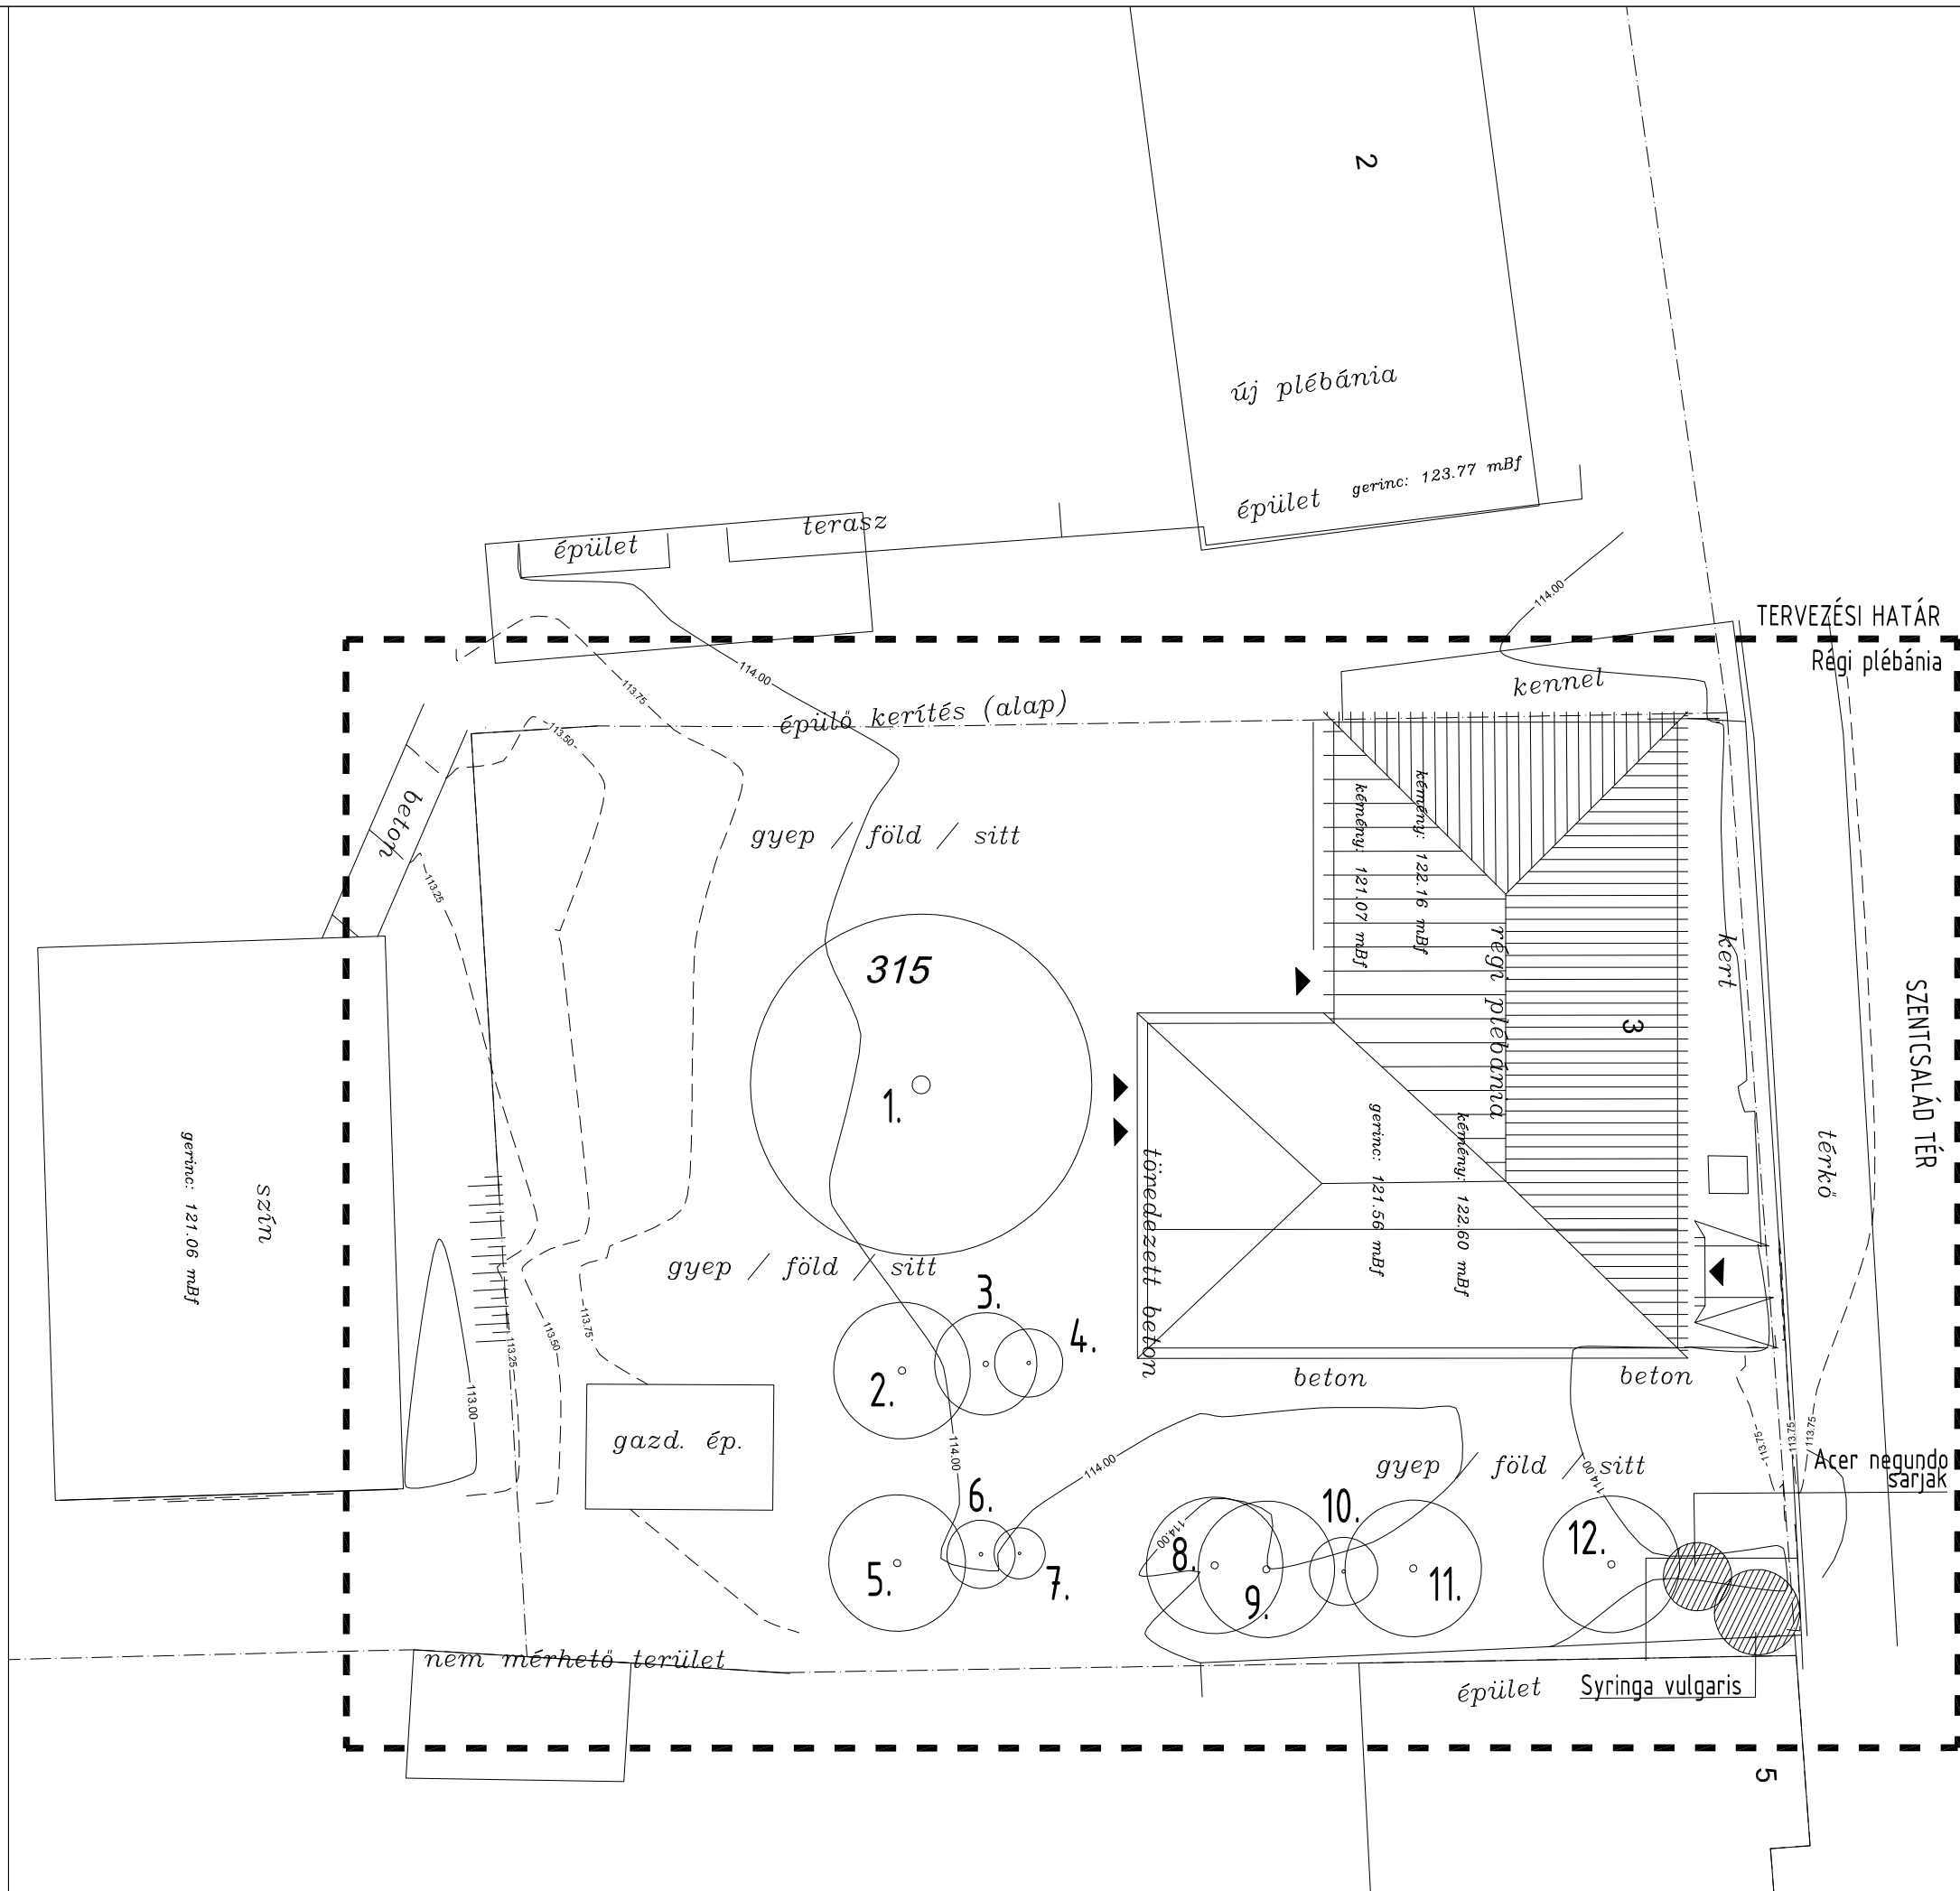 2
új plébánia
épület gerinc: 123.77 mBf
terasz
épület
114.00
TERVEZÉSI HATÁR
Régi plébánia
kennel
114.00
113.75
épülő kerítés (alap)
113.50
beton
113.25
gyep / föld / sitt
kémény: 122.16 mBf
kémény: 121.07 mBf
régi plébánia
kert
315
SZENTCSALÁD TÉR
3
1.
térkő
töredezett beton
gerinc: 121.56 mBf
kémény: 122.60 mBf
szín
gerinc: 121.06 mBf
gyep / föld / sitt
3.
4.
2.
113.75
113.50
113.25
113.00
beton
beton
gazd. ép.
114.00
114.00
gyep / föld / sitt
114.00
113.75
113.75
113.75
Acer negundo
sarjak
6.
5.
7.
114.00
8.
9.
10.
11.
12.
nem mérhető terület
épület
Syringa vulgaris
5